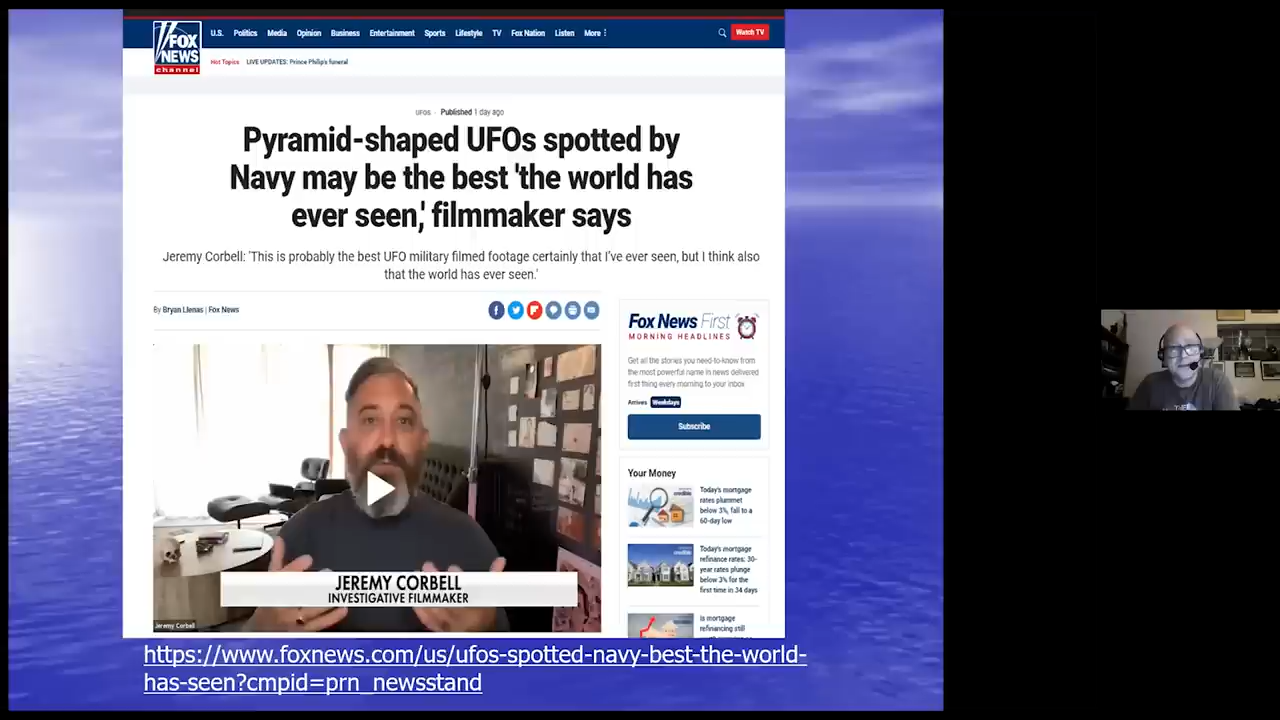 FOX
NEWS
channel
U.S. Politics Media Opinion Business Entertainment Sports Lifestyle TV Fox Nation Listen More
Watch TV
Hot Topics LIVE UPDATES: Prince Philip's funeral
UFOS - Published 1 day ago
Pyramid-shaped UFOs spotted by
Navy may be the best 'the world has
ever seen,' filmmaker says
Jeremy Corbell: 'This is probably the best UFO military filmed footage certainly that I've ever seen, but I think also
that the world has ever seen.'
By Bryan Llenas | Fox News
Fox News First
MORNING HEADLINES
Get all the stories you need-to-know from
the most powerful name in news delivered
first thing every morning to your inbox
Arrives Weekdays
Subscribe
Your Money
Today's mortgage
rates plummet
below 3%, fall to a
60-day low
Today's mortgage
refinance rates: 30-
year rates plunge
below 3% for the
first time in 34 days
Is mortgage
refinancing still
JEREMY CORBELL
INVESTIGATIVE FILMMAKER
Jeremy Corbell
https://www.foxnews.com/us/ufos-spotted-navy-best-the-world-
has-seen?cmpid=prn_newsstand